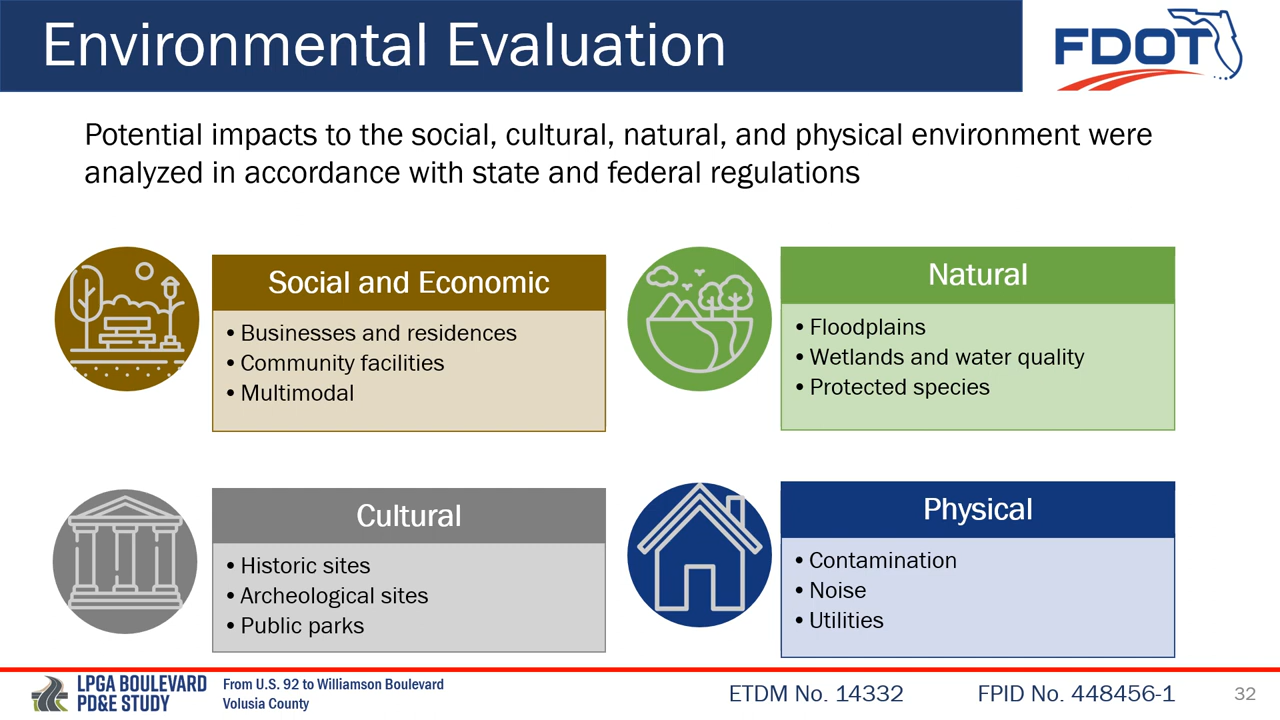 Environmental Evaluation
FDOT
Potential impacts to the social, cultural, natural, and physical environment were
analyzed in accordance with state and federal regulations
Social and Economic
• Businesses and residences
• Community facilities
• Multimodal
Natural
• Floodplains
• Wetlands and water quality
• Protected species
Cultural
• Historic sites
• Archeological sites
• Public parks
Physical
• Contamination
• Noise
• Utilities
LPGA BOULEVARD
PD&E STUDY
From U.S. 92 to Williamson Boulevard
Volusia County
ETDM No. 14332
FPID No. 448456-1
32